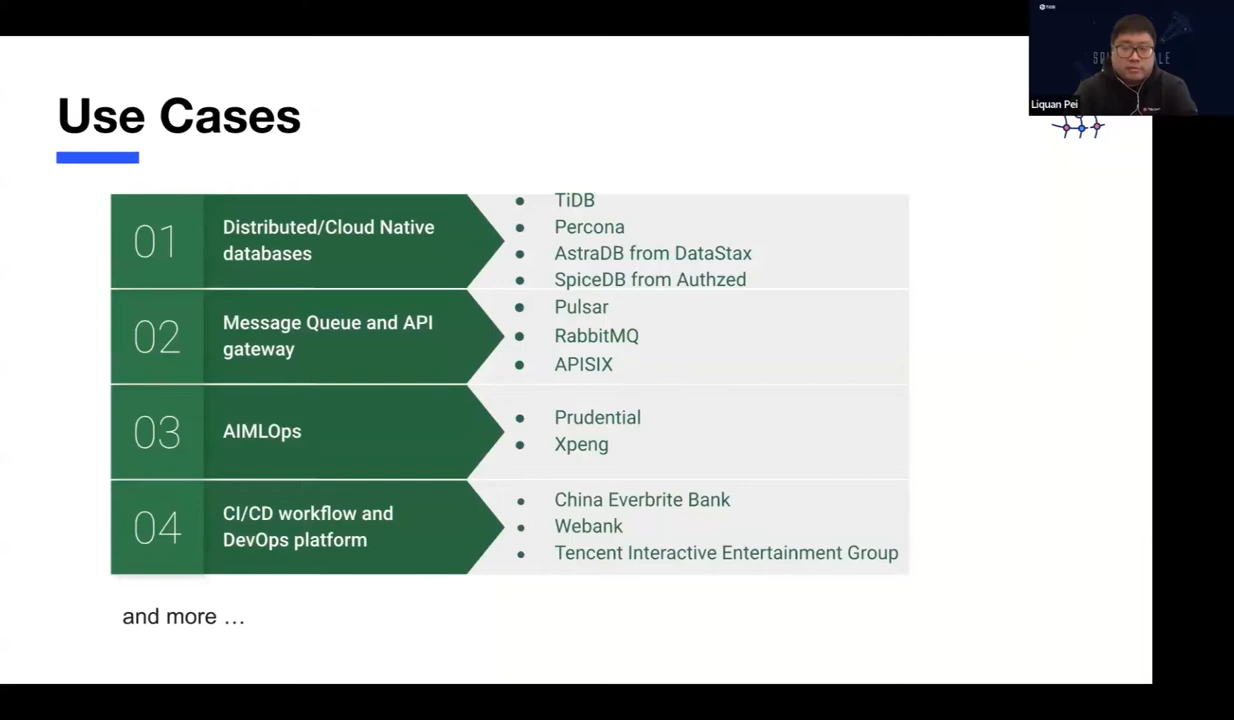 Use Cases
01
Distributed/Cloud Native
databases
● TiDB
● Percona
● AstraDB from DataStax
● SpiceDB from Authzed
02
Message Queue and API
gateway
● Pulsar
● RabbitMQ
● APISIX
03
AIMLOps
● Prudential
● Xpeng
04
CI/CD workflow and
DevOps platform
● China Everbrite Bank
● Webank
● Tencent Interactive Entertainment Group
and more …
Liquan Pei